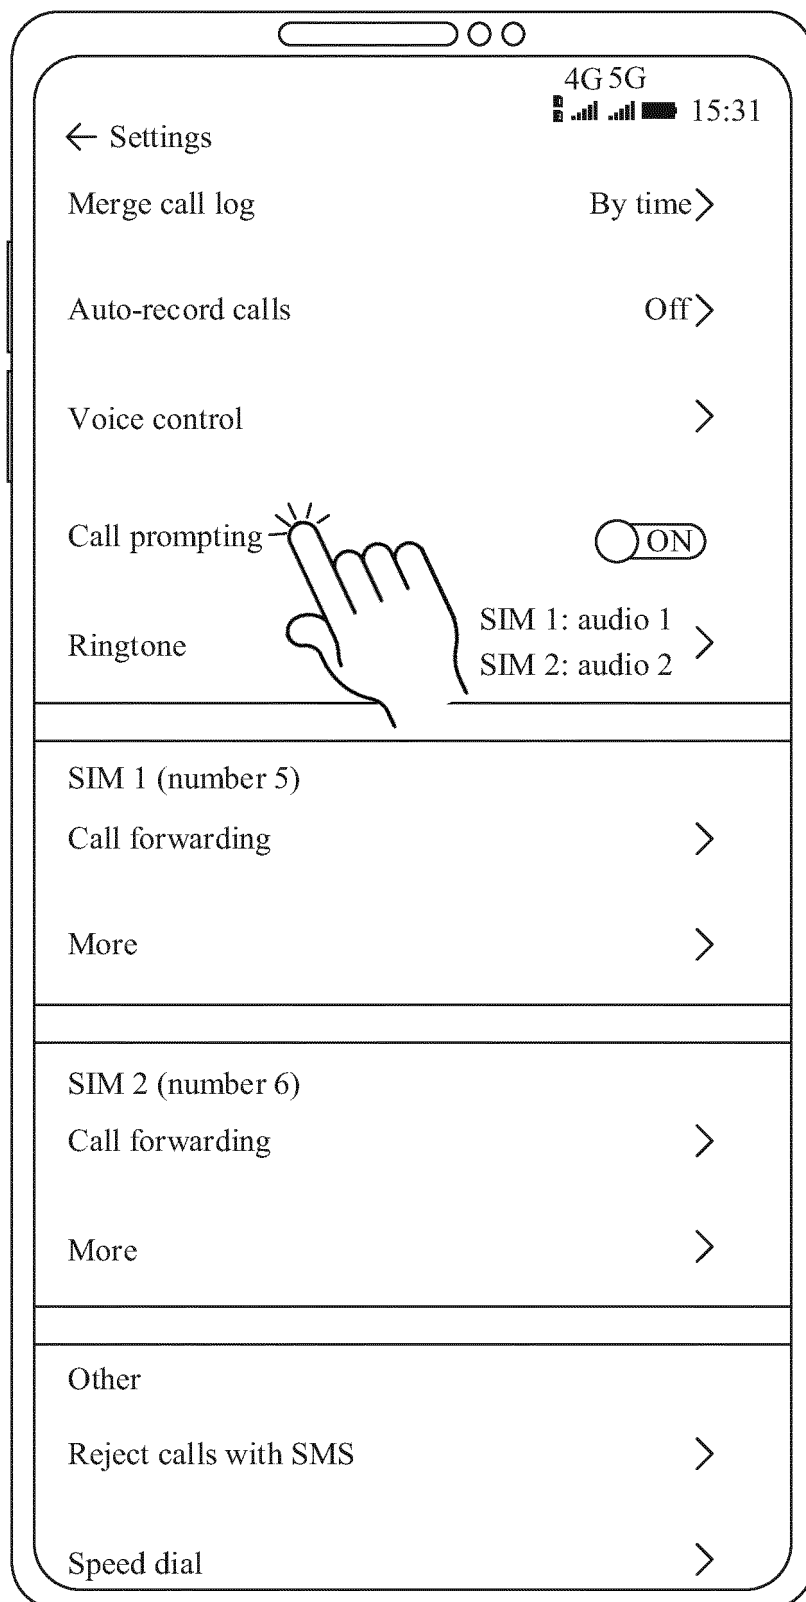 4G 5G
15:31
← Settings
Merge call log By time >
Auto-record calls Off >
Voice control >
Call prompting ON
Ringtone SIM 1: audio 1 >
SIM 2: audio 2
SIM 1 (number 5)
Call forwarding >
More >
SIM 2 (number 6)
Call forwarding >
More >
Other
Reject calls with SMS >
Speed dial >